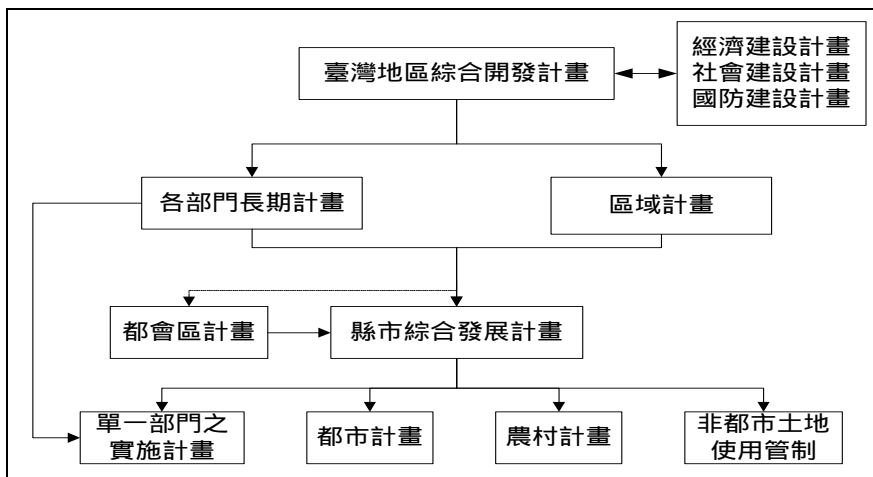 臺灣地區綜合開發計畫
經濟建設計畫
社會建設計畫
國防建設計畫
各部門長期計畫
區域計畫
都會區計畫
縣市綜合發展計畫
單一部門之
實施計畫
都市計畫
農村計畫
非都市土地
使用管制